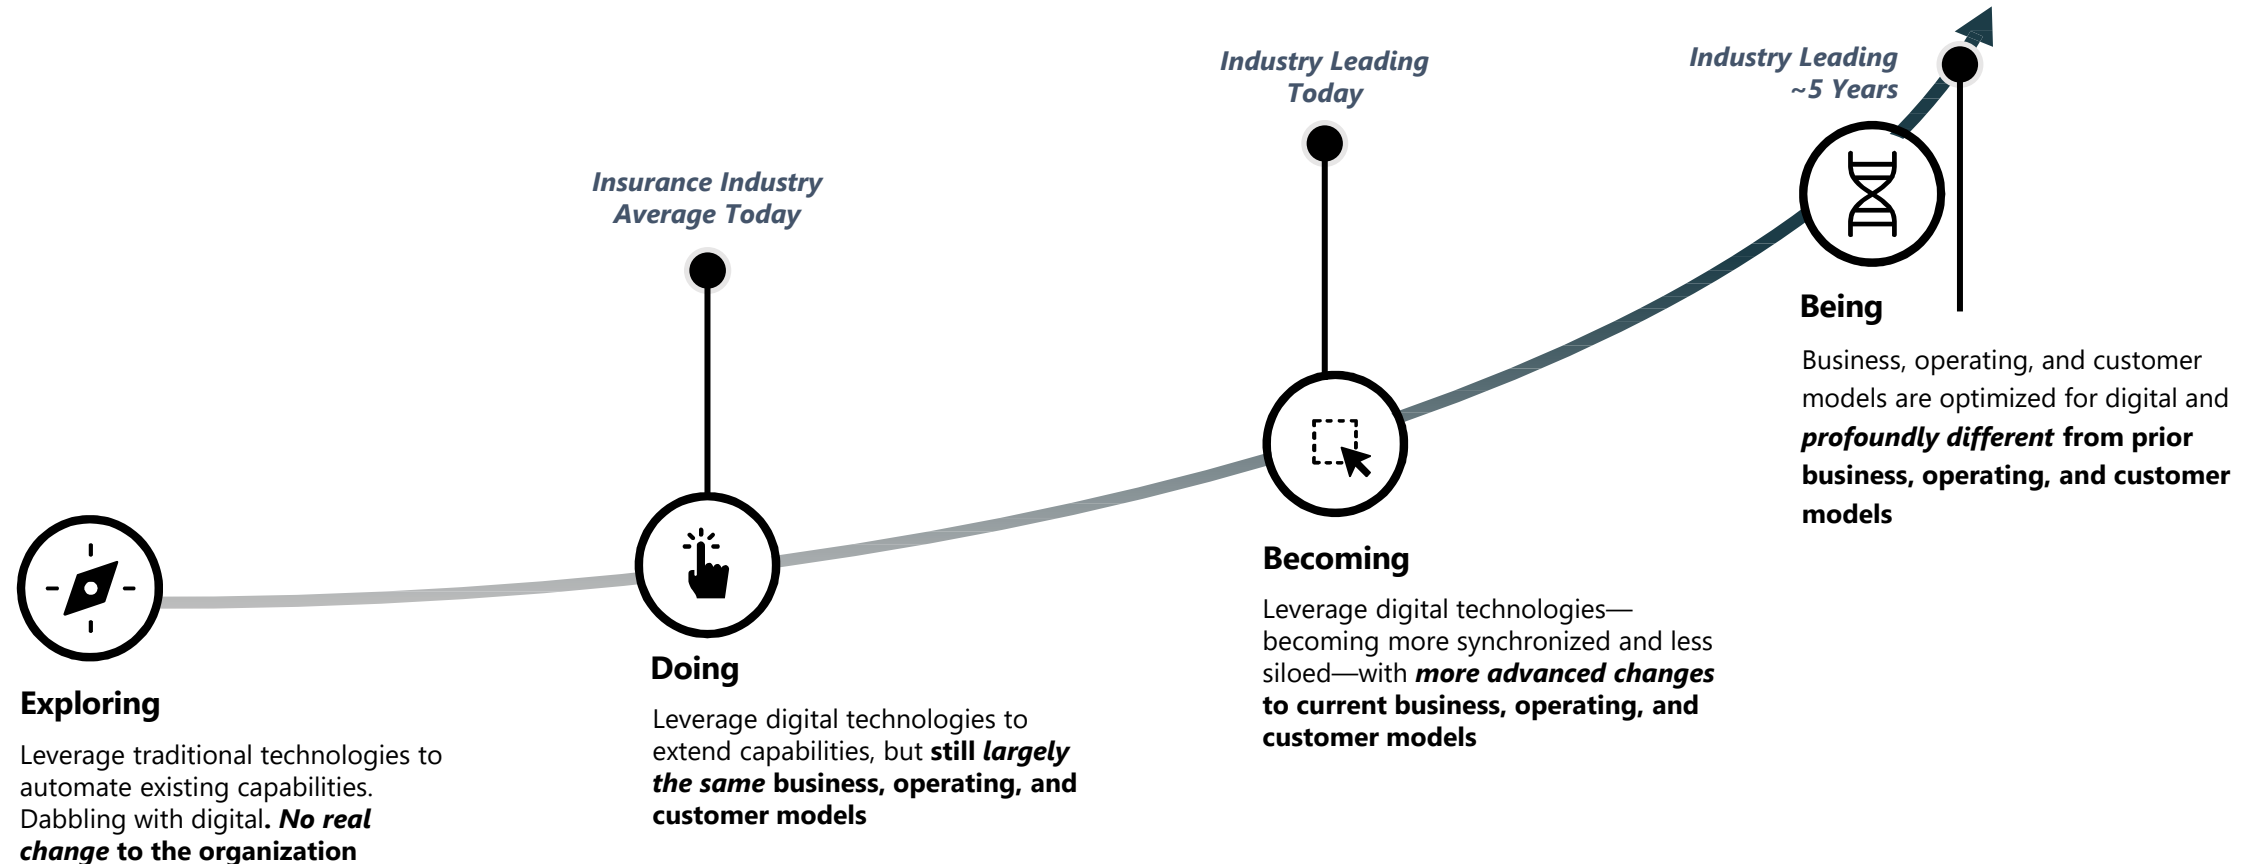 Industry Leading
~5 Years
Industry Leading
Today
Insurance Industry
Average Today
Exploring
Leverage traditional technologies to
automate existing capabilities.
Dabbling with digital. No real
change to the organization
Doing
Leverage digital technologies to
extend capabilities, but still largely
the same business, operating, and
customer models
Becoming
Leverage digital technologies—
becoming more synchronized and less
siloed—with more advanced changes
to current business, operating, and
customer models
Being
Business, operating, and customer
models are optimized for digital and
profoundly different from prior
business, operating, and customer
models